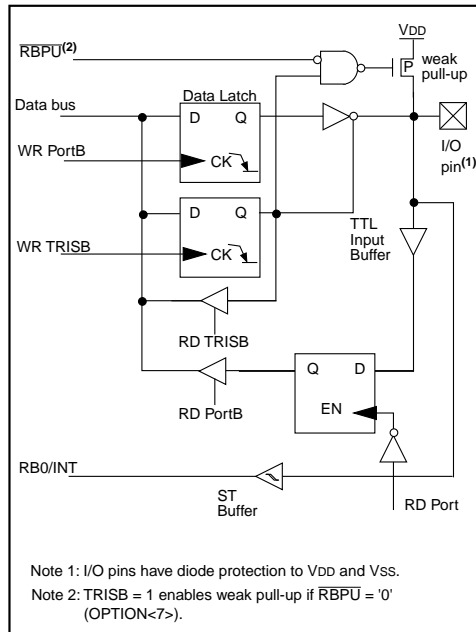 VDD
RBPU(2)
P
weak
pull-up
Data bus
Data Latch
D Q
I/O
pin(1)
WR PortB
CK
D Q
TTL
Input
Buffer
WR TRISB
CK
RD TRISB
Q D
RD PortB
EN
RB0/INT
ST
Buffer
RD Port
Note 1: I/O pins have diode protection to VDD and VSS.
Note 2: TRISB = 1 enables weak pull-up if RBPU = '0'
(OPTION<7>).